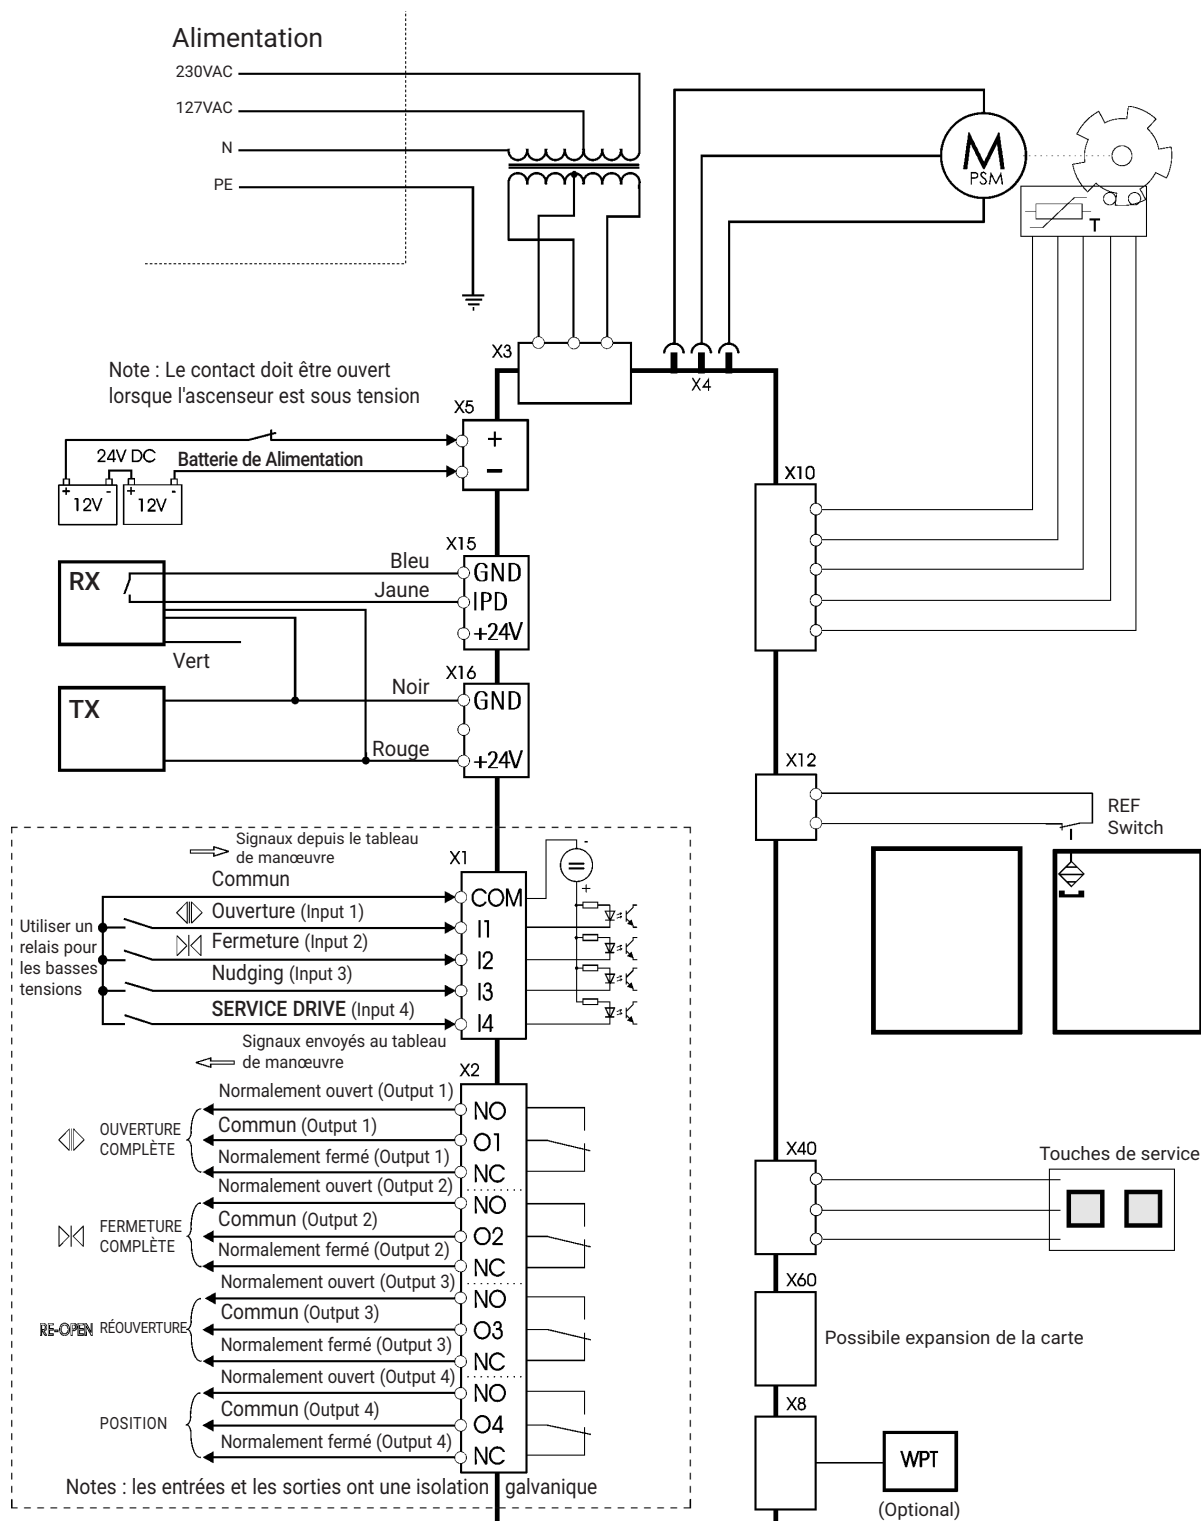 Alimentation
230VAC
127VAC
N
PE
M
PSM
T
X3
X4
Note : Le contact doit être ouvert
lorsque l'ascenseur est sous tension
X5
+
−
24V DC
Batterie de Alimentation
+ -
12V
+ -
12V
X10
X15
RX
Bleu
GND
Jaune
IPD
+24V
Vert
X16
TX
Noir
GND
Rouge
+24V
X12
REF
Switch
Signaux depuis le tableau
de manœuvre
X1
-
=
+
Commun
COM
Utiliser un
relais pour
les basses
tensions
Ouverture (Input 1)
I1
Fermeture (Input 2)
I2
Nudging (Input 3)
I3
SERVICE DRIVE (Input 4)
I4
Signaux envoyés au tableau
de manœuvre
X2
OUVERTURE
COMPLÈTE
Normalement ouvert (Output 1)
NO
Commun (Output 1)
O1
Normalement fermé (Output 1)
NC
FERMETURE
COMPLÈTE
Normalement ouvert (Output 2)
NO
Commun (Output 2)
O2
Normalement fermé (Output 2)
NC
RE-OPEN RÉOUVERTURE
Normalement ouvert (Output 3)
NO
Commun (Output 3)
O3
Normalement fermé (Output 3)
NC
POSITION
Normalement ouvert (Output 4)
NO
Commun (Output 4)
O4
Normalement fermé (Output 4)
NC
Notes : les entrées et les sorties ont une isolation galvanique
X40
Touches de service
X60
Possibile expansion de la carte
X8
WPT
(Optional)